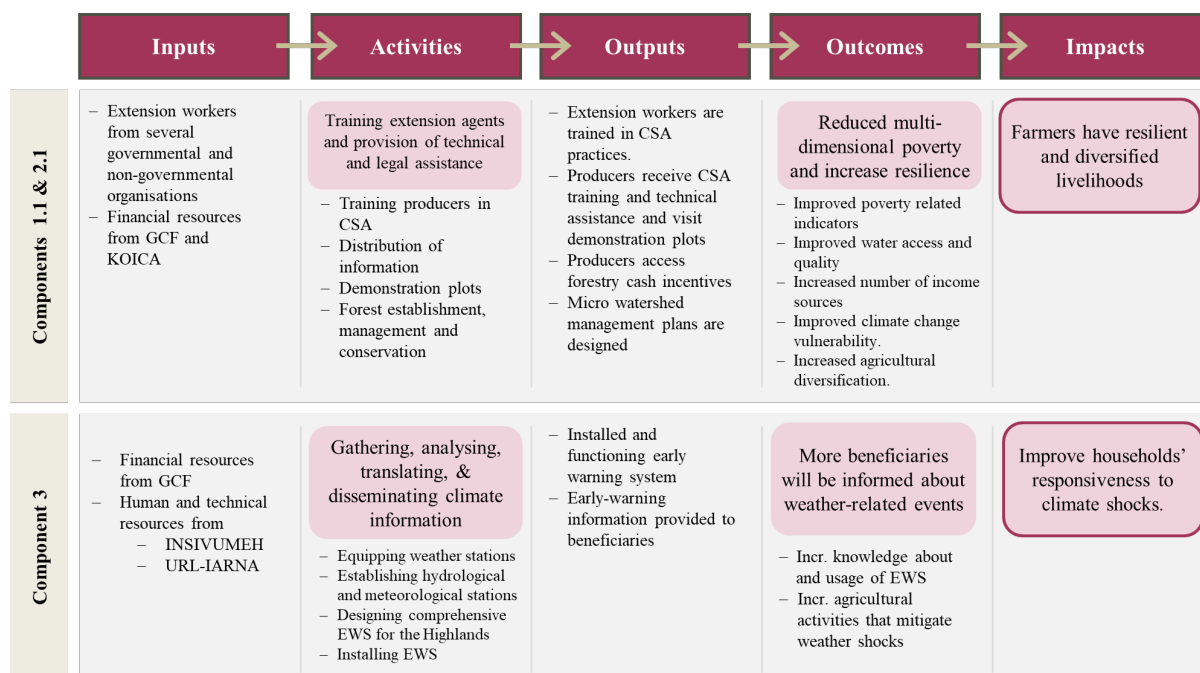 Inputs
Activities
Outputs
Outcomes
Impacts
Components 1.1 & 2.1
– Extension workers
from several
governmental and
non-governmental
organisations
– Financial resources
from GCF and
KOICA
Training extension agents
and provision of technical
and legal assistance
– Training producers in
CSA
– Distribution of
information
– Demonstration plots
– Forest establishment,
management and
conservation
– Extension workers are
trained in CSA
practices.
– Producers receive CSA
training and technical
assistance and visit
demonstration plots
– Producers access
forestry cash incentives
– Micro watershed
management plans are
designed
Reduced multi-
dimensional poverty
and increase resilience
– Improved poverty related
indicators
– Improved water access and
quality
– Increased number of income
sources
– Improved climate change
vulnerability.
– Increased agricultural
diversification.
Farmers have resilient
and diversified
livelihoods
Component 3
– Financial resources
from GCF
– Human and technical
resources from
– INSIVUMEH
– URL-IARNA
Gathering, analysing,
translating, &
disseminating climate
information
– Equipping weather stations
– Establishing hydrological
and meteorological stations
– Designing comprehensive
EWS for the Highlands
– Installing EWS
– Installed and
functioning early
warning system
– Early-warning
information provided to
beneficiaries
More beneficiaries
will be informed about
weather-related events
– Incr. knowledge about
and usage of EWS
– Incr. agricultural
activities that mitigate
weather shocks
Improve households’
responsiveness to
climate shocks.